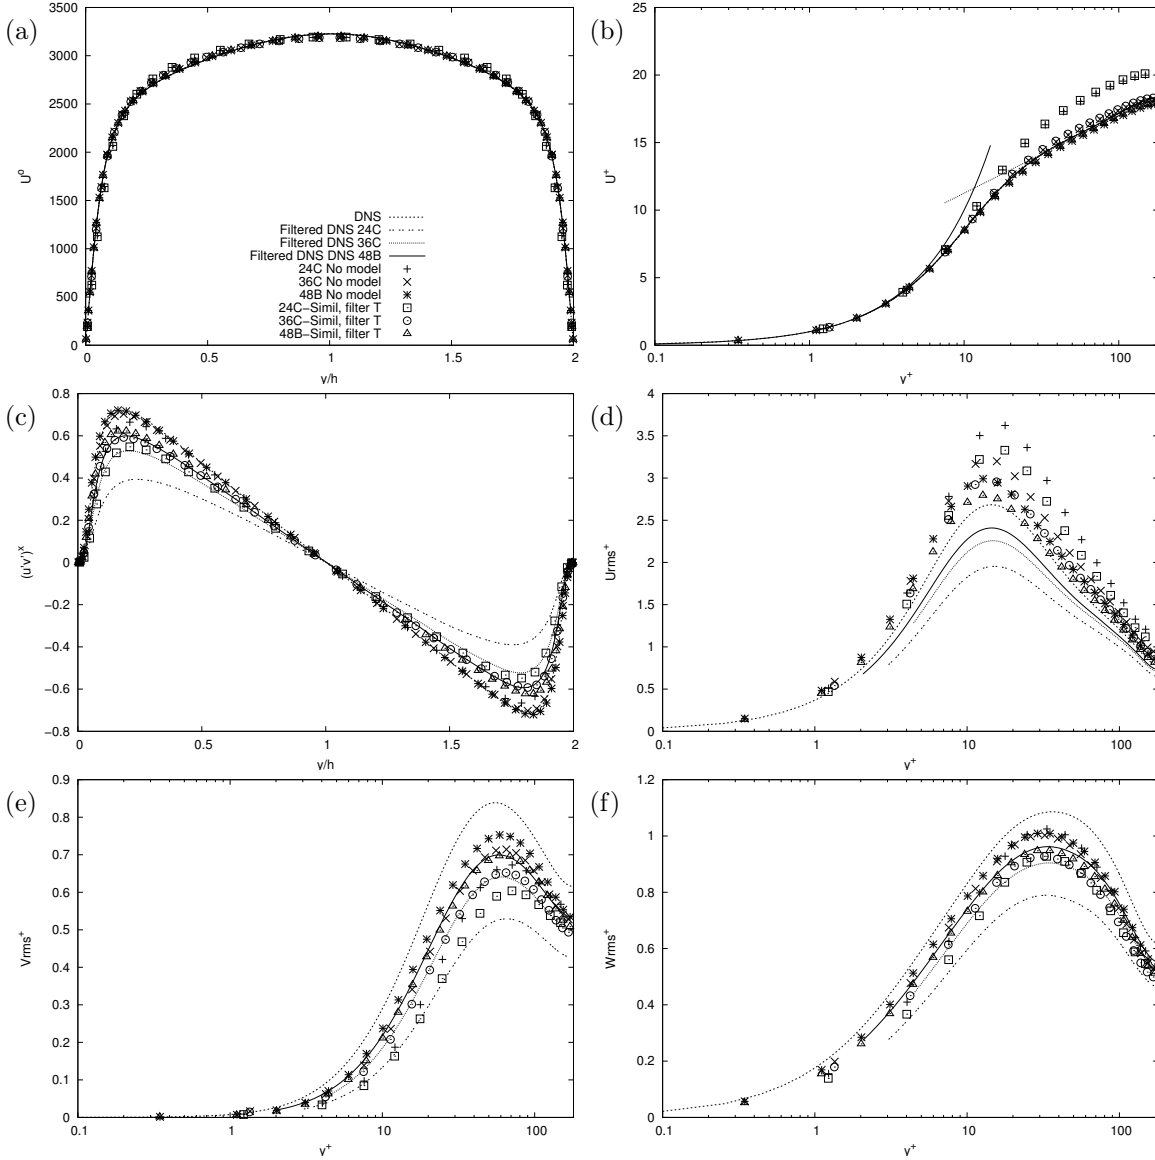 (a)
3500
3000
2500
2000
1500
1000
500
0
U⁰
0
0.5
1
1.5
2
y/h
DNS
Filtered DNS 24C
Filtered DNS 36C
Filtered DNS DNS 48B
24C No model
36C No model
48B No model
24C−Simil, filter T
36C−Simil, filter T
48B−Simil, filter T
(b)
25
20
15
10
5
0
U⁺
0.1
1
10
100
y⁺
(c)
0.8
0.6
0.4
0.2
0
−0.2
−0.4
−0.6
−0.8
(u'v')ˣ
0
0.5
1
1.5
2
y/h
(d)
4
3.5
3
2.5
2
1.5
1
0.5
0
Urms⁺
0.1
1
10
100
y⁺
(e)
0.9
0.8
0.7
0.6
0.5
0.4
0.3
0.2
0.1
0
Vrms⁺
0.1
1
10
100
y⁺
(f)
1.2
1
0.8
0.6
0.4
0.2
0
Wrms⁺
0.1
1
10
100
y⁺